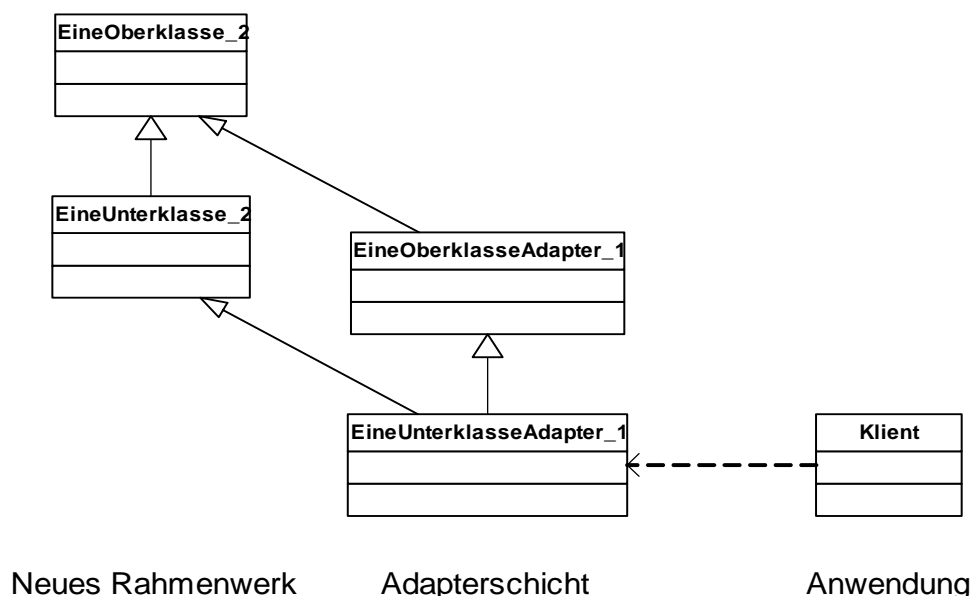 EineOberklasse_2
EineUnterklasse_2
EineOberklasseAdapter_1
EineUnterklasseAdapter_1
Klient
Neues Rahmenwerk
Adapterschicht
Anwendung